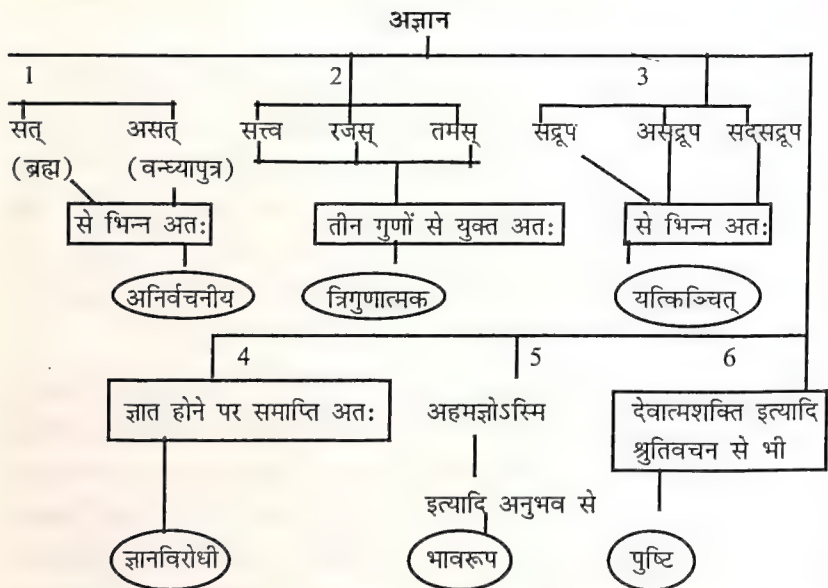 अज्ञान
1 2 3
सत् असत् सत्त्व रजस् तमस् सद्रूप असद्रूप सदसद्रूप
(ब्रह्म) (वन्ध्यापुत्र)
से भिन्न अतः तीन गुणों से युक्त अतः से भिन्न अतः
अनिर्वचनीय त्रिगुणात्मक यत्किञ्चित्
4 5 6
ज्ञात होने पर समाप्ति अतः अहमज्ञोऽस्मि देवात्मशक्ति इत्यादि
श्रुतिवचन से भी
इत्यादि अनुभव से
ज्ञानविरोधी भावरूप पुष्टि